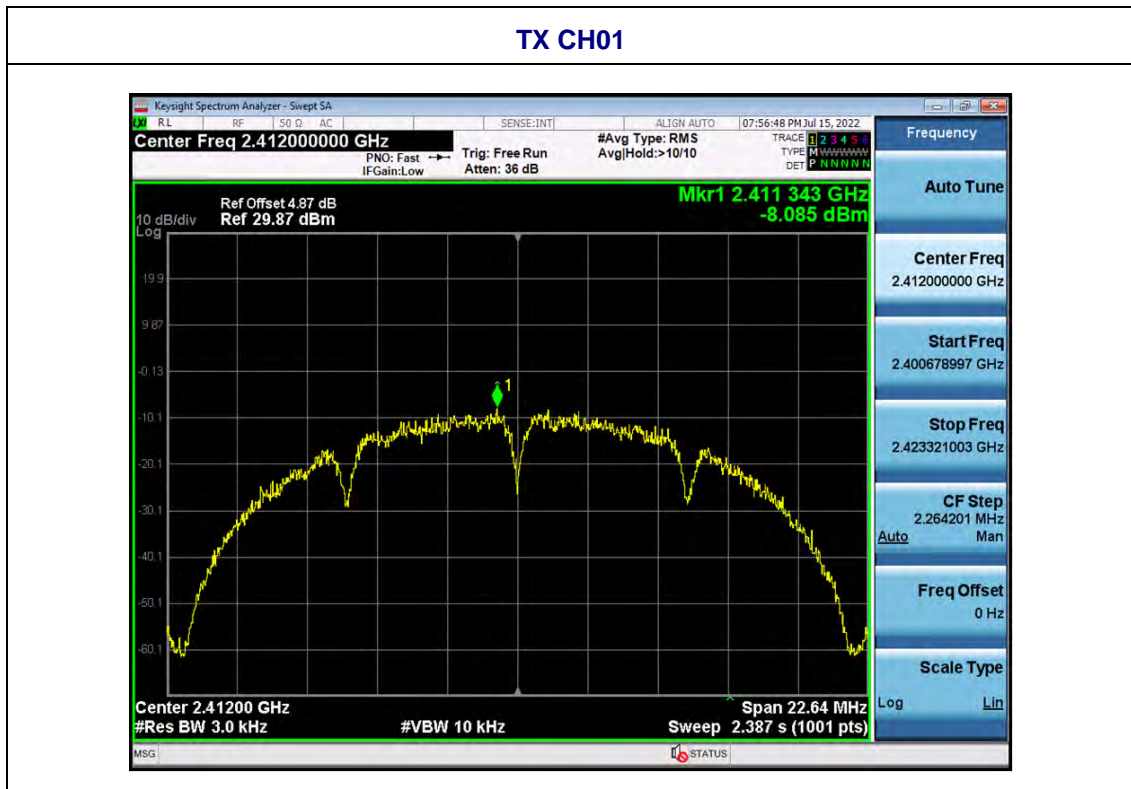 TX CH01
Keysight Spectrum Analyzer - Swept SA
RL RF 50 Ω AC SENSE:INT ALIGN AUTO 07:56:48 PM Jul 15, 2022
Center Freq 2.412000000 GHz
PNO: Fast
IFGain:Low
Trig: Free Run
Atten: 36 dB
#Avg Type: RMS
Avg|Hold:>10/10
TRACE 1 2 3 4 5 6
TYPE M WWWWW
DET P N N N N N
Mkr1 2.411 343 GHz
-8.085 dBm
Ref Offset 4.87 dB
10 dB/div Ref 29.87 dBm
Log
19.9
9.87
-0.13
-10.1
-20.1
-30.1
-40.1
-50.1
-60.1
1
Center 2.41200 GHz Span 22.64 MHz
#Res BW 3.0 kHz #VBW 10 kHz Sweep 2.387 s (1001 pts)
MSG STATUS
Frequency
Auto Tune
Center Freq
2.412000000 GHz
Start Freq
2.400678997 GHz
Stop Freq
2.423321003 GHz
CF Step
2.264201 MHz
Auto Man
Freq Offset
0 Hz
Scale Type
Log Lin